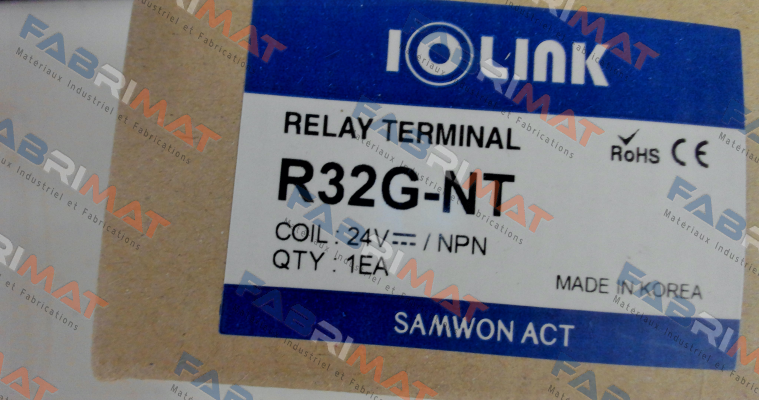 IOLINK
RELAY TERMINAL
RoHS CE
R32G-NT
COIL : 24V⎓ / NPN
QTY : 1EA
MADE IN KOREA
SAMWON ACT
FABRIMAT
Materiaux Industriel et Fabrications